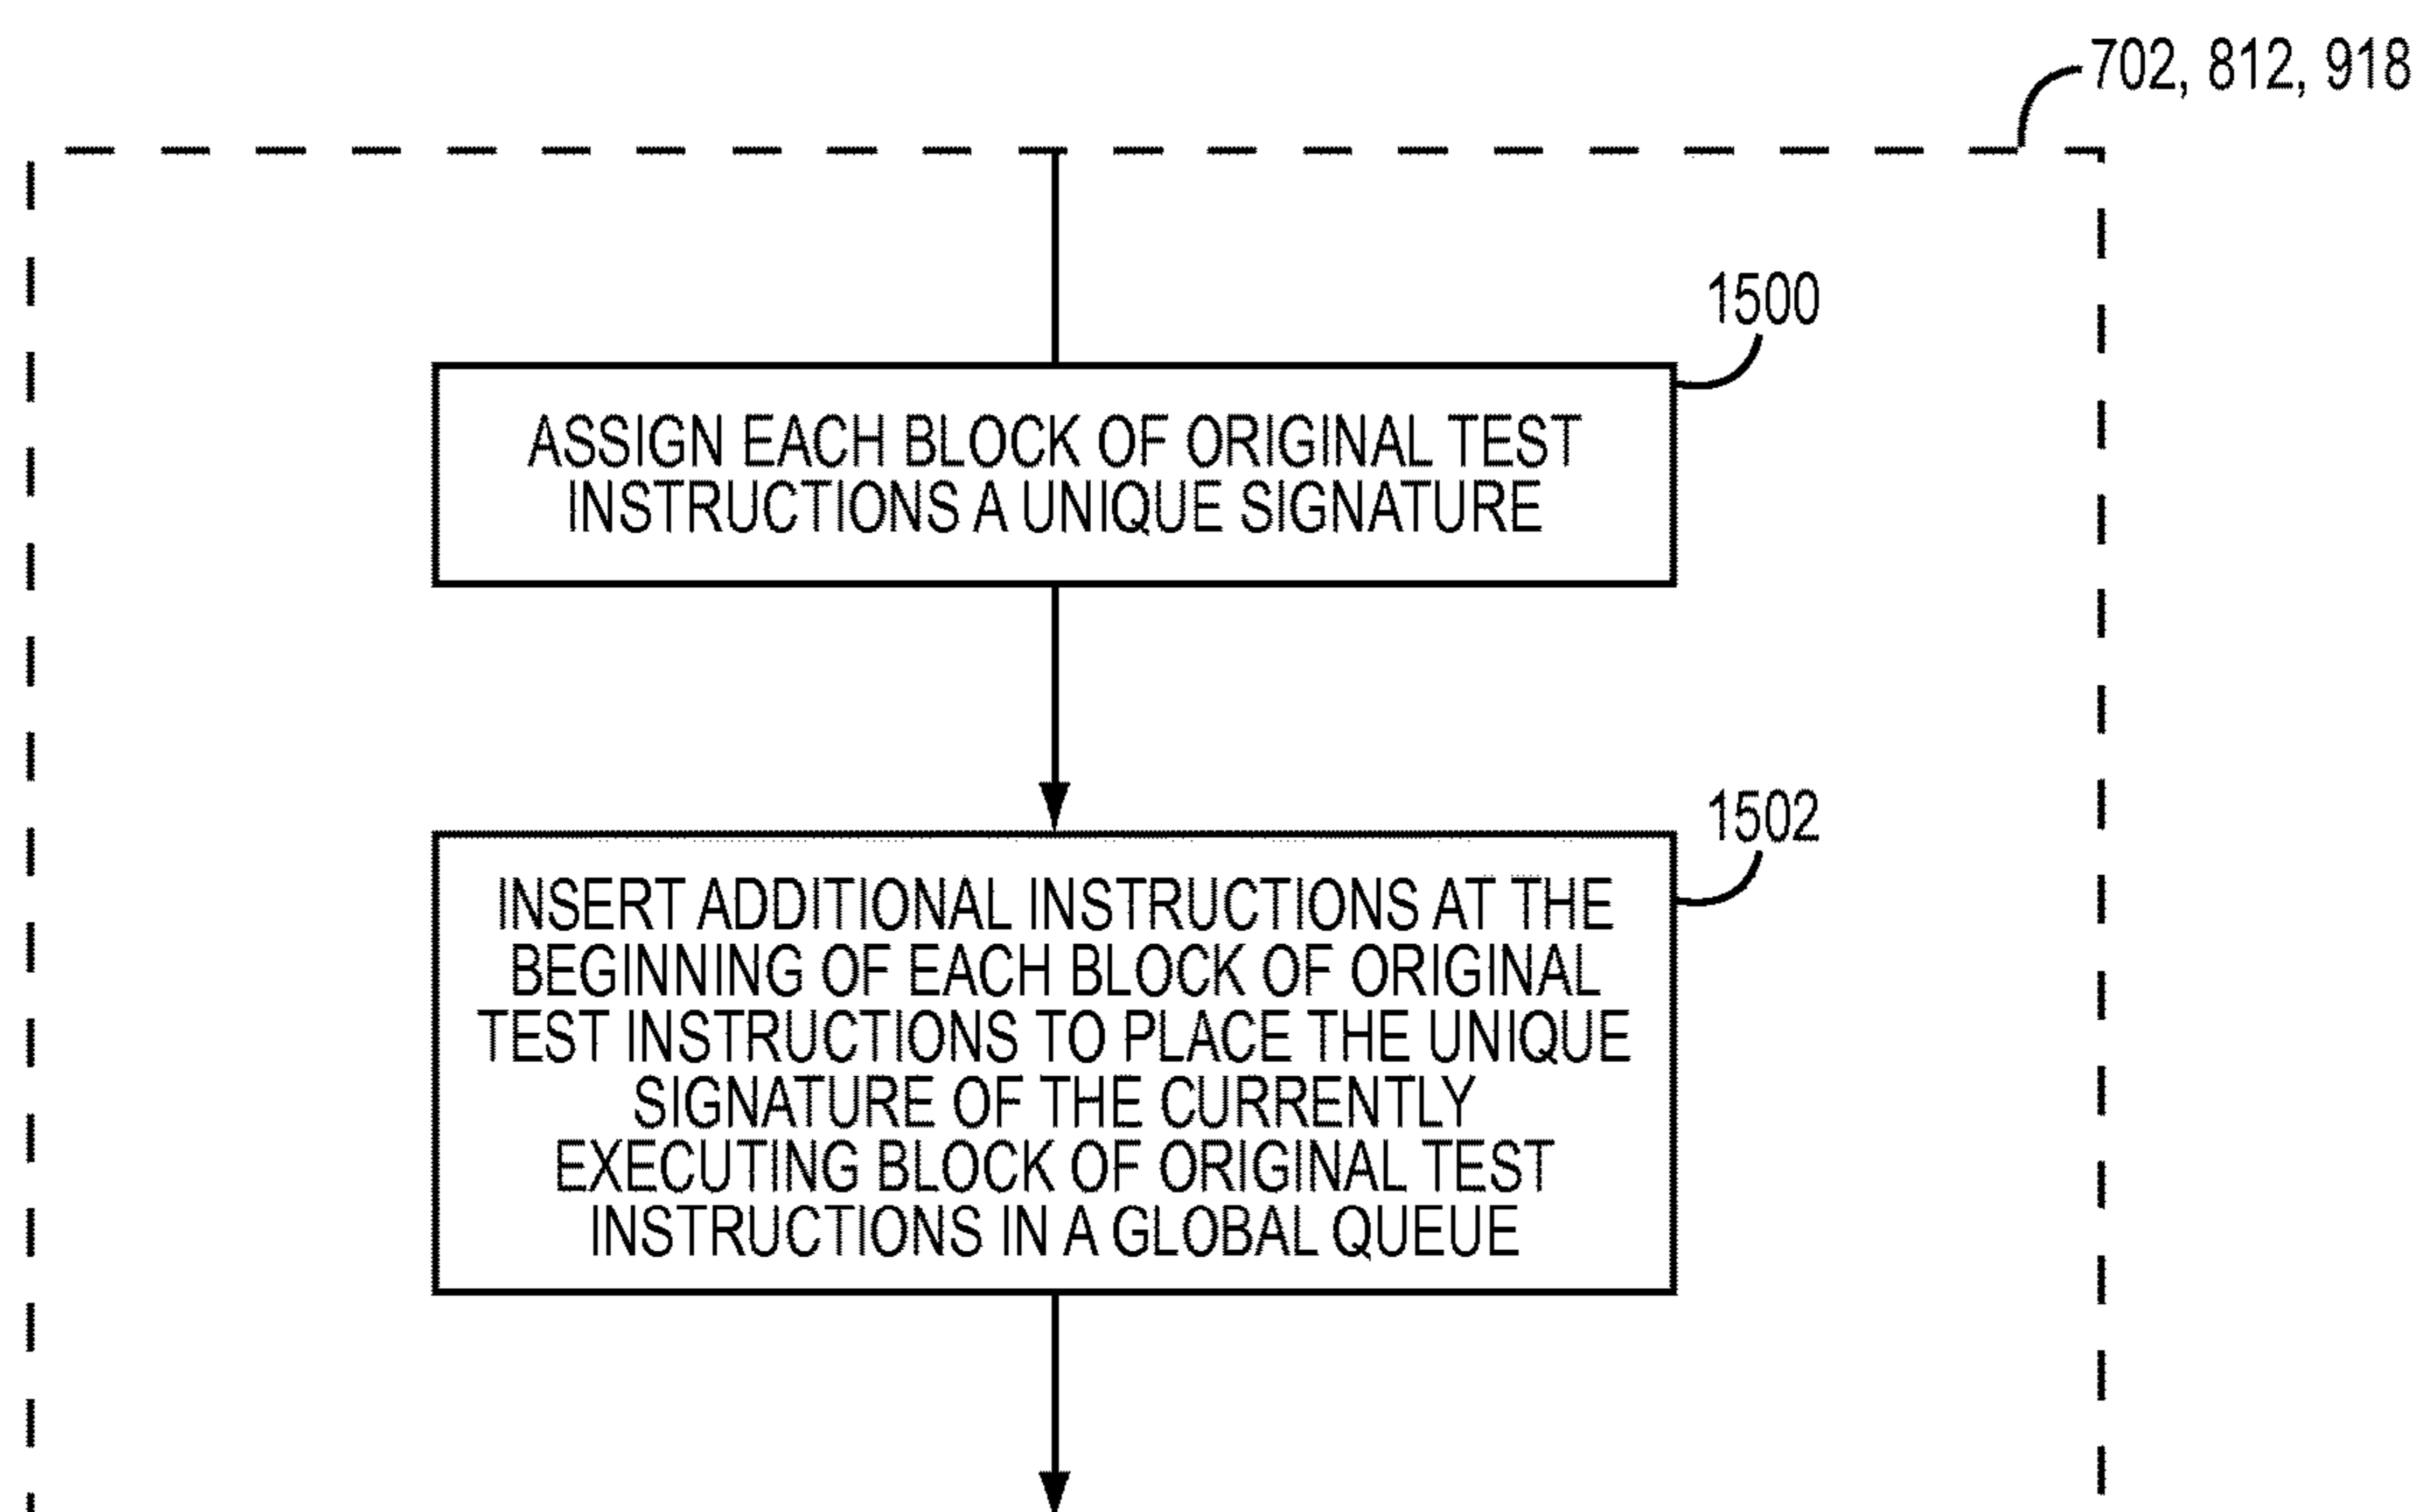 702, 812, 918
1500
ASSIGN EACH BLOCK OF ORIGINAL TEST
INSTRUCTIONS A UNIQUE SIGNATURE
1502
INSERT ADDITIONAL INSTRUCTIONS AT THE
BEGINNING OF EACH BLOCK OF ORIGINAL
TEST INSTRUCTIONS TO PLACE THE UNIQUE
SIGNATURE OF THE CURRENTLY
EXECUTING BLOCK OF ORIGINAL TEST
INSTRUCTIONS IN A GLOBAL QUEUE